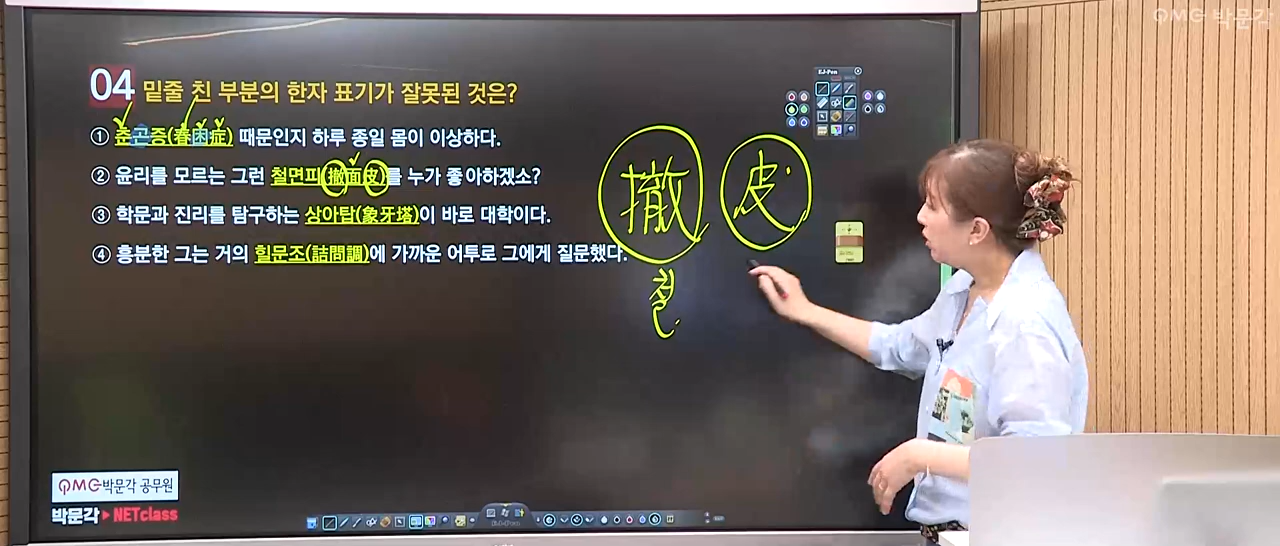 QMG 박문각
04 밑줄 친 부분의 한자 표기가 잘못된 것은?
① 춘곤증(春困症) 때문인지 하루 종일 몸이 이상하다.
② 윤리를 모르는 그런 철면피(撤面皮)를 누가 좋아하겠소?
③ 학문과 진리를 탐구하는 상아탑(象牙塔)이 바로 대학이다.
④ 흥분한 그는 거의 힐문조(詰問調)에 가까운 어투로 그에게 질문했다.
撤 皮
철
EJ-Pen
QMG 박문각 공무원
박문각 ▶ NETclass